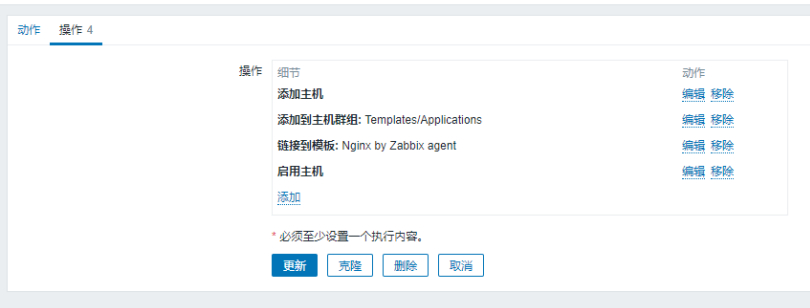 动作 操作 4
操作 细节 动作
添加主机 编辑 移除
添加到主机群组: Templates/Applications 编辑 移除
链接到模板: Nginx by Zabbix agent 编辑 移除
启用主机 编辑 移除
添加
* 必须至少设置一个执行内容。
更新 克隆 删除 取消